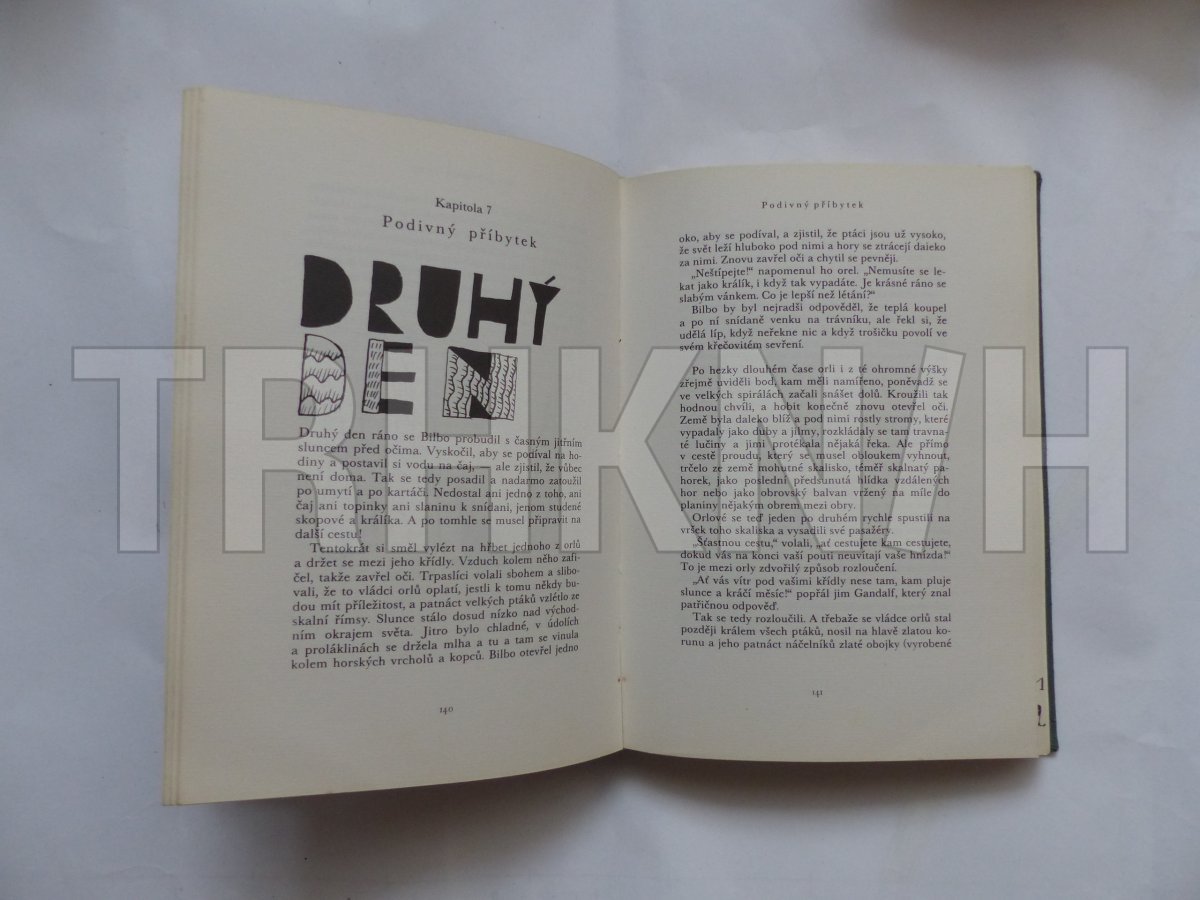 Kapitola 7
Podivný příbytek
DRUHÝ
DEN
Druhý den ráno se Bilbo probudil s časným jitřním
sluncem před očima. Vyskočil, aby se podíval na ho-
diny a postavil si vodu na čaj, — ale zjistil, že vůbec
není doma. Tak se tedy posadil a nadarmo zatoužil
po umytí a po kartáči. Nedostal ani jedno z toho, ani
čaj ani topinky ani slaninu k snídani, jenom studené
skopové a králíka. A po tomhle se musel připravit na
další cestu!
Tentokrát si směl vylézt na hřbet jednoho z orlů
a držet se mezi jeho křídly. Vzduch kolem něho zafi-
čel, takže zavřel oči. Trpaslíci volali sbohem a slibo-
vali, že to vládci orlů oplatí, jestli k tomu někdy bu-
dou mít příležitost, a patnáct velkých ptáků vzlétlo ze
skalní římsy. Slunce stálo dosud nízko nad východ-
ním okrajem světa. Jitro bylo chladné, v údolích
a proláklinách se držela mlha a tu a tam se vinula
kolem horských vrcholů a kopců. Bilbo otevřel jedno
140
Podivný příbytek
oko, aby se podíval, a zjistil, že ptáci jsou už vysoko,
že svět leží hluboko pod nimi a hory se ztrácejí daieko
za nimi. Znovu zavřel oči a chytil se pevněji.
„Neštípejte!“ napomenul ho orel. „Nemusíte se le-
kat jako králík, i když tak vypadáte. Je krásné ráno se
slabým vánkem. Co je lepší než létání?“
Bilbo by byl nejradši odpověděl, že teplá koupel
a po ní snídaně venku na trávníku, ale řekl si, že
udělá líp, když neřekne nic a když trošičku povolí ve
svém křečovitém sevření.
Po hezky dlouhém čase orli i z té ohromné výšky
zřejmě uviděli bod, kam měli namířeno, poněvadž se
ve velkých spirálách začali snášet dolů. Kroužili tak
hodnou chvíli, a hobit konečně znovu otevřel oči.
Země byla daleko blíž a pod nimi rostly stromy, které
vypadaly jako duby a jilmy, rozkládaly se tam travna-
té lučiny a jimi protékala nějaká řeka. Ale přímo
v cestě proudu, který se musel obloukem vyhnout,
trčelo ze země mohutné skalisko, téměř skalnatý pa-
horek, jako poslední předsunutá hlídka vzdálených
hor nebo jako obrovský balvan vržený na míle do
planiny nějakým obrem mezi obry.
Orlové se teď jeden po druhém rychle spustili na
vršek toho skaliska a vysadili své pasažéry.
„Šťastnou cestu,“ volali, „ať cestujete kam cestujete,
dokud vás na konci vaší pouti neuvítají vaše hnízda!“
To je mezi orly zdvořilý způsob rozloučení.
„Ať vás vítr pod vašimi křídly nese tam, kam pluje
slunce a kráčí měsíc!“ popřál jim Gandalf, který znal
patřičnou odpověď.
Tak se tedy rozloučili. A třebaže se vládce orlů stal
později králem všech ptáků, nosil na hlavě zlatou ko-
runu a jeho patnáct náčelníků zlaté obojky (vyrobené
141